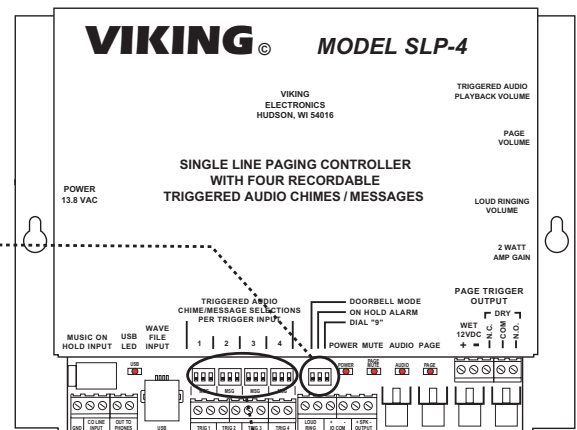 VIKING © MODEL SLP-4
VIKING
ELECTRONICS
HUDSON, WI 54016
TRIGGERED AUDIO
PLAYBACK VOLUME
PAGE
VOLUME
SINGLE LINE PAGING CONTROLLER
WITH FOUR RECORDABLE
TRIGGERED AUDIO CHIMES / MESSAGES
POWER
13.8 VAC
LOUD RINGING
VOLUME
2 WATT
AMP GAIN
TRIGGERED AUDIO
CHIME/MESSAGE SELECTIONS
PER TRIGGER INPUT
1 2 3 4
DOORBELL MODE
ON HOLD ALARM
DIAL "9"
PAGE TRIGGER
OUTPUT
DRY
WET
12VDC
+ -
N.C.
COM
N.O.
MUSIC ON
HOLD INPUT
USB
LED
WAVE
FILE
INPUT
POWER MUTE AUDIO PAGE
USB
POWER
PAGE
MUTE
AUDIO
PAGE
MSG MSG MSG MSG
GND
CO LINE
INPUT
OUT TO
PHONES
USB
TRIG 1 TRIG 2 TRIG 3 TRIG 4
LOUD
RING
+ -
IO COM
+ SPK -
OUTPUT